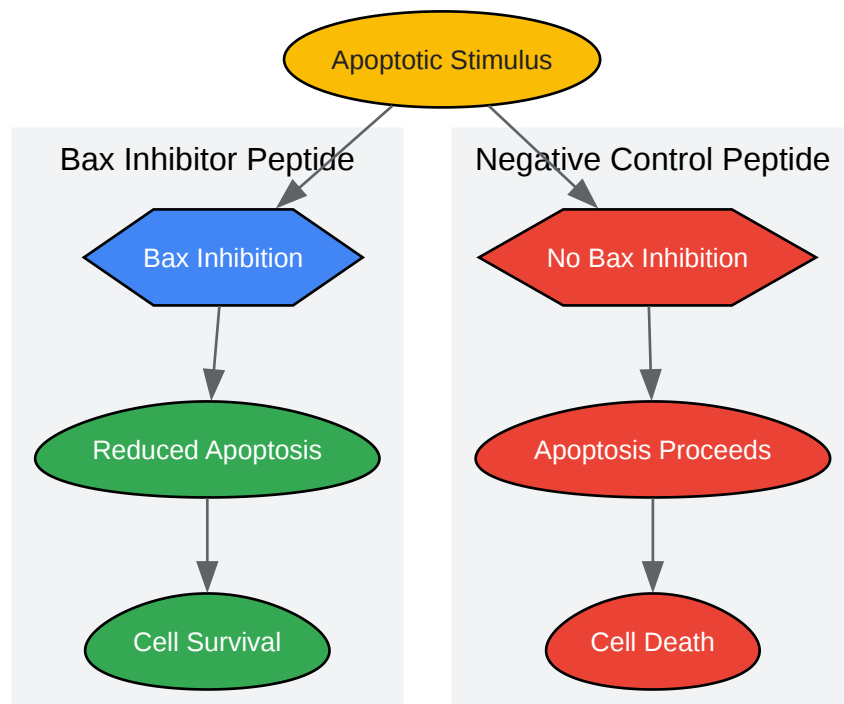 Apoptotic Stimulus
Bax Inhibitor Peptide
Negative Control Peptide
Bax Inhibition
No Bax Inhibition
Reduced Apoptosis
Apoptosis Proceeds
Cell Survival
Cell Death